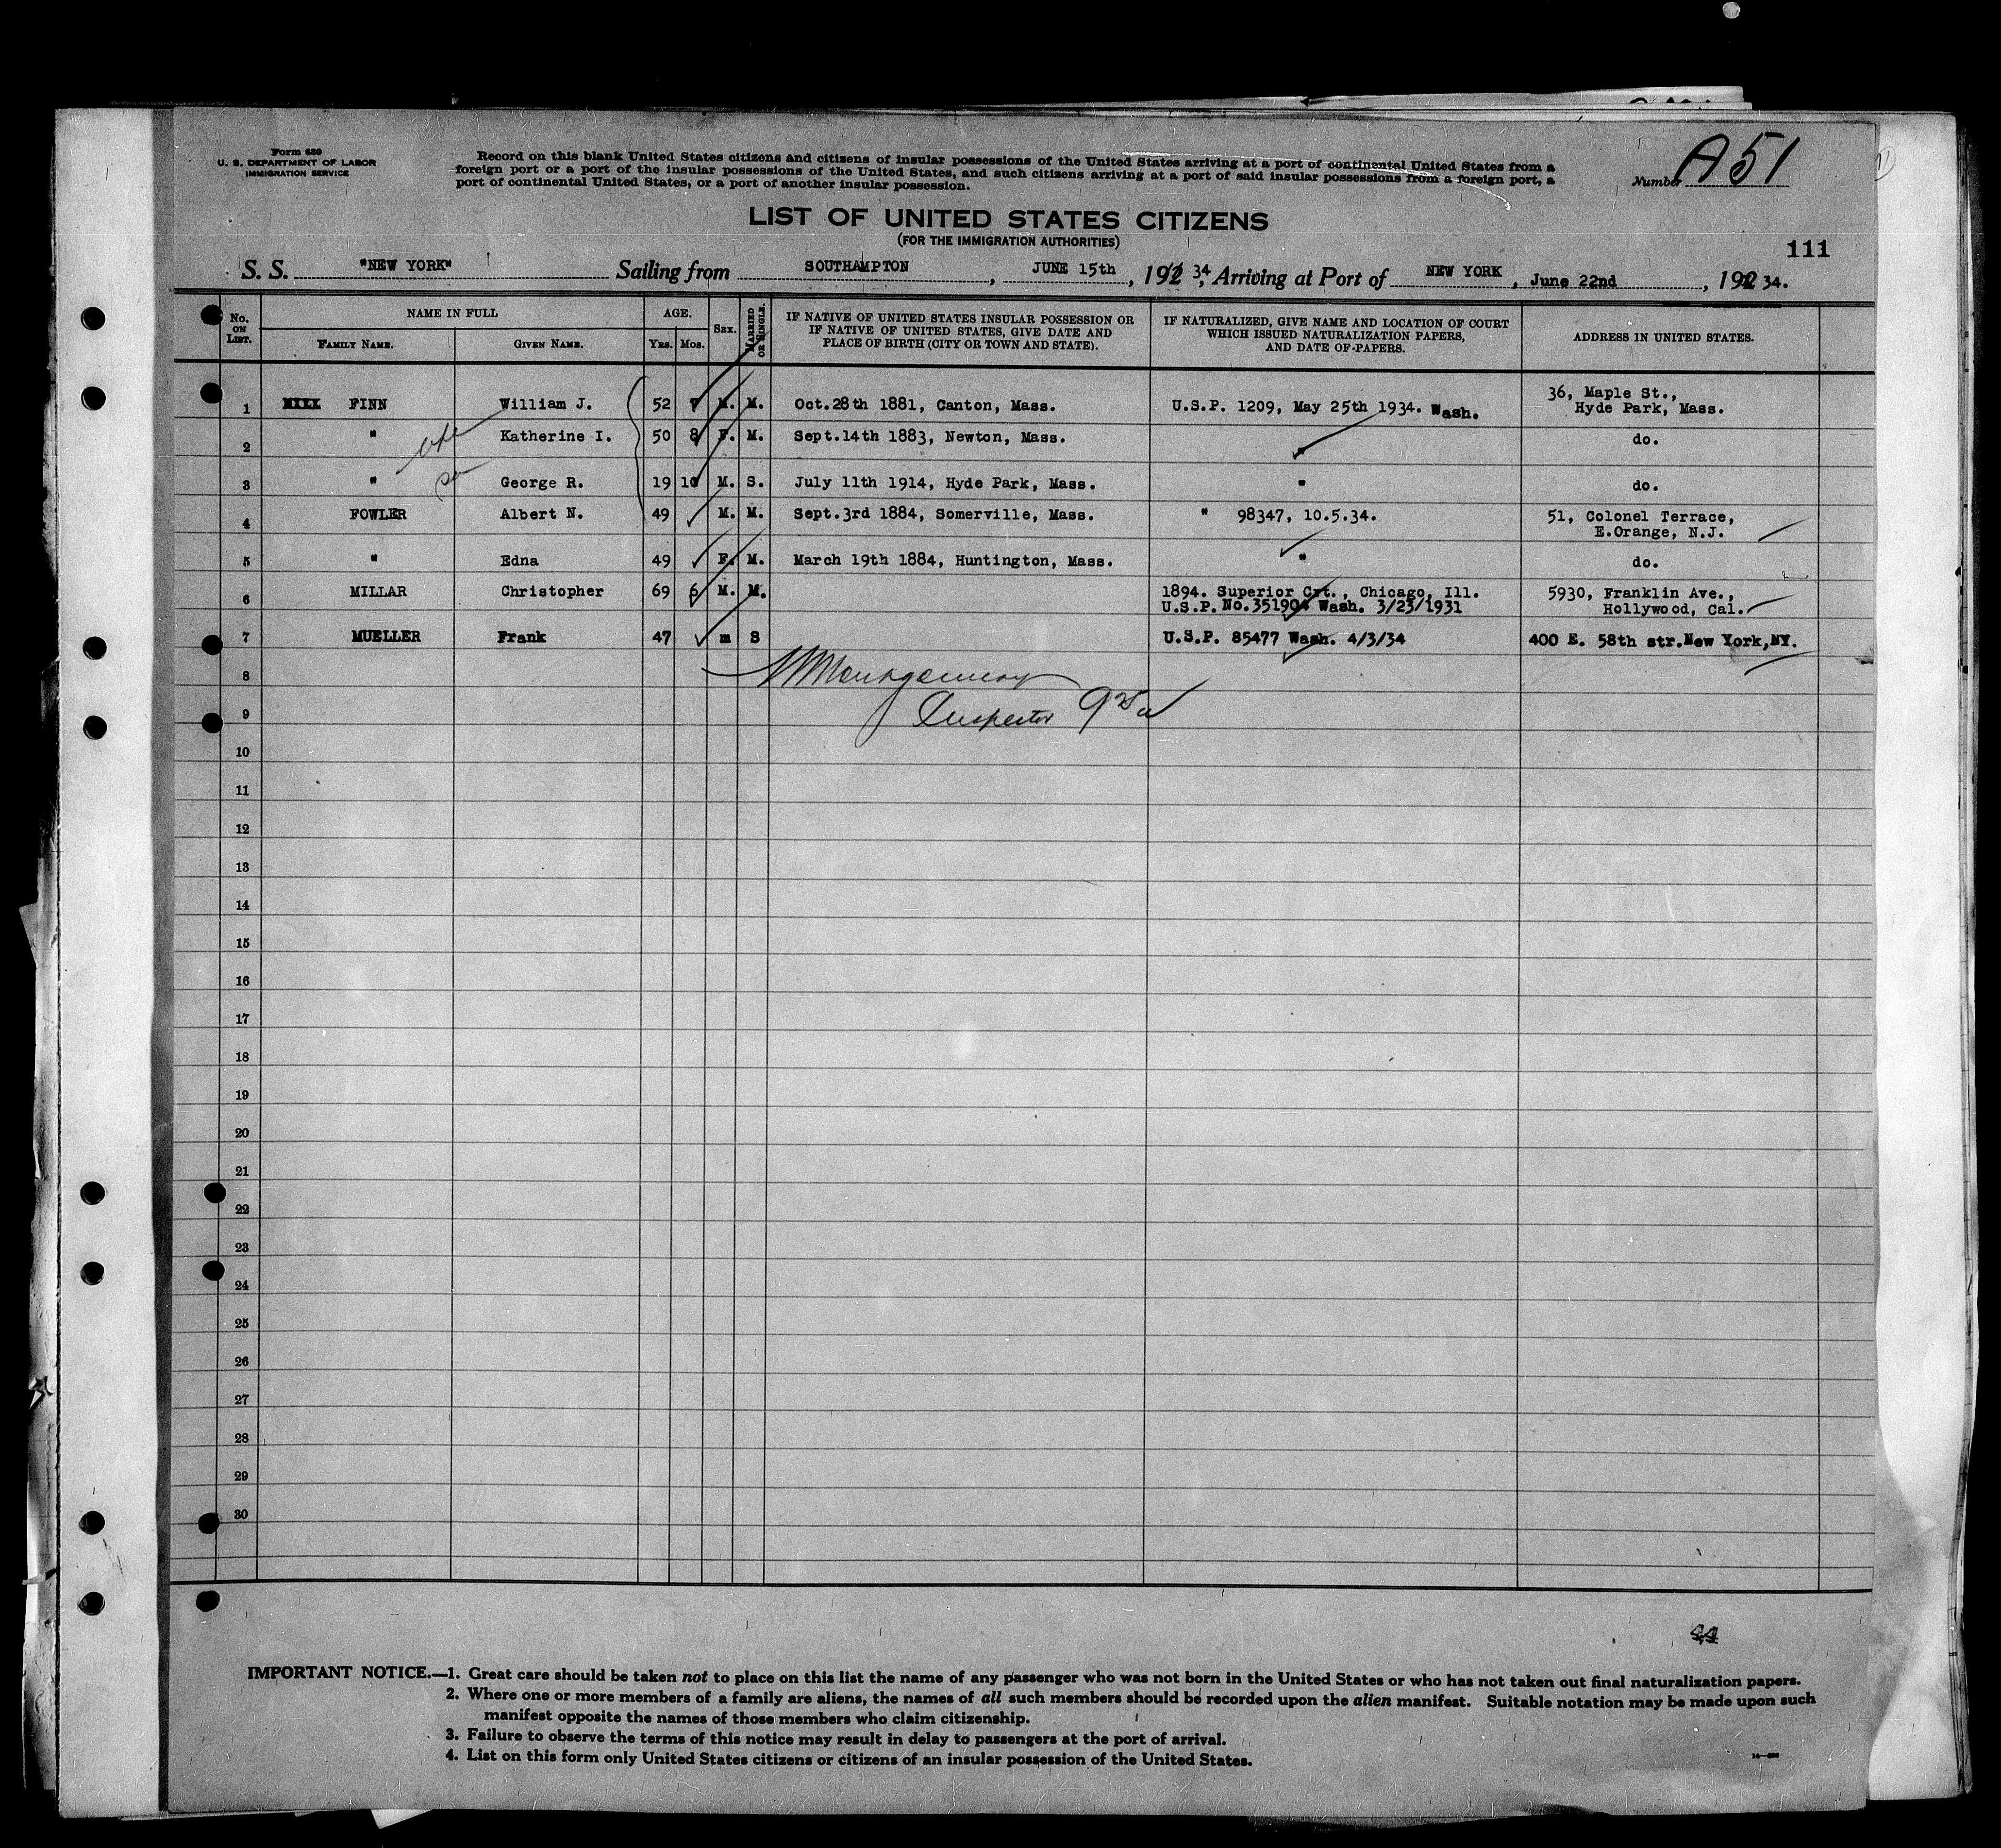 Form 630
U. S. DEPARTMENT OF LABOR
IMMIGRATION SERVICE
Record on this blank United States citizens and citizens of insular possessions of the United States arriving at a port of continental United States from a
foreign port or a port of the insular possessions of the United States, and such citizens arriving at a port of said insular possessions from a foreign port, a
port of continental United States, or a port of another insular possession.
Number A51
LIST OF UNITED STATES CITIZENS
(FOR THE IMMIGRATION AUTHORITIES)
111
S. S. "NEW YORK" Sailing from SOUTHAMPTON, JUNE 15th, 192 34, Arriving at Port of NEW YORK, June 22nd, 192 34.
No. ON LIST. NAME IN FULL FAMILY NAME. GIVEN NAME. AGE. YRS. MOS. SEX. MARRIED OR SINGLE. IF NATIVE OF UNITED STATES INSULAR POSSESSION OR IF NATIVE OF UNITED STATES, GIVE DATE AND PLACE OF BIRTH (CITY OR TOWN AND STATE). IF NATURALIZED, GIVE NAME AND LOCATION OF COURT WHICH ISSUED NATURALIZATION PAPERS, AND DATE OF PAPERS. ADDRESS IN UNITED STATES.
1 FINN William J. 52 7 M. M. Oct.28th 1881, Canton, Mass. U.S.P. 1209, May 25th 1934. Wash. 36, Maple St.,
Hyde Park, Mass.
2 " Katherine I. 50 8 F. M. Sept.14th 1883, Newton, Mass. " do.
3 " George R. 19 10 M. S. July 11th 1914, Hyde Park, Mass. " do.
4 FOWLER Albert N. 49 M. M. Sept.3rd 1884, Somerville, Mass. " 98347, 10.5.34. 51, Colonel Terrace,
E.Orange, N.J.
5 " Edna 49 F. M. March 19th 1884, Huntington, Mass. " do.
6 MILLAR Christopher 69 6 M. M. 1894. Superior Crt., Chicago, Ill. 5930, Franklin Ave.,
U.S.P. No.351904 Wash. 3/23/1931 Hollywood, Cal.
7 MUELLER Frank 47 m S U.S.P. 85477 Wash. 4/3/34 400 E. 58th str.New York,NY.
8 Montgomery
9 Inspector
10
11
12
13
14
15
16
17
18
19
20
21
22
23
24
25
26
27
28
29
30
44
IMPORTANT NOTICE.—1. Great care should be taken not to place on this list the name of any passenger who was not born in the United States or who has not taken out final naturalization papers.
2. Where one or more members of a family are aliens, the names of all such members should be recorded upon the alien manifest. Suitable notation may be made upon such
manifest opposite the names of those members who claim citizenship.
3. Failure to observe the terms of this notice may result in delay to passengers at the port of arrival.
4. List on this form only United States citizens or citizens of an insular possession of the United States.